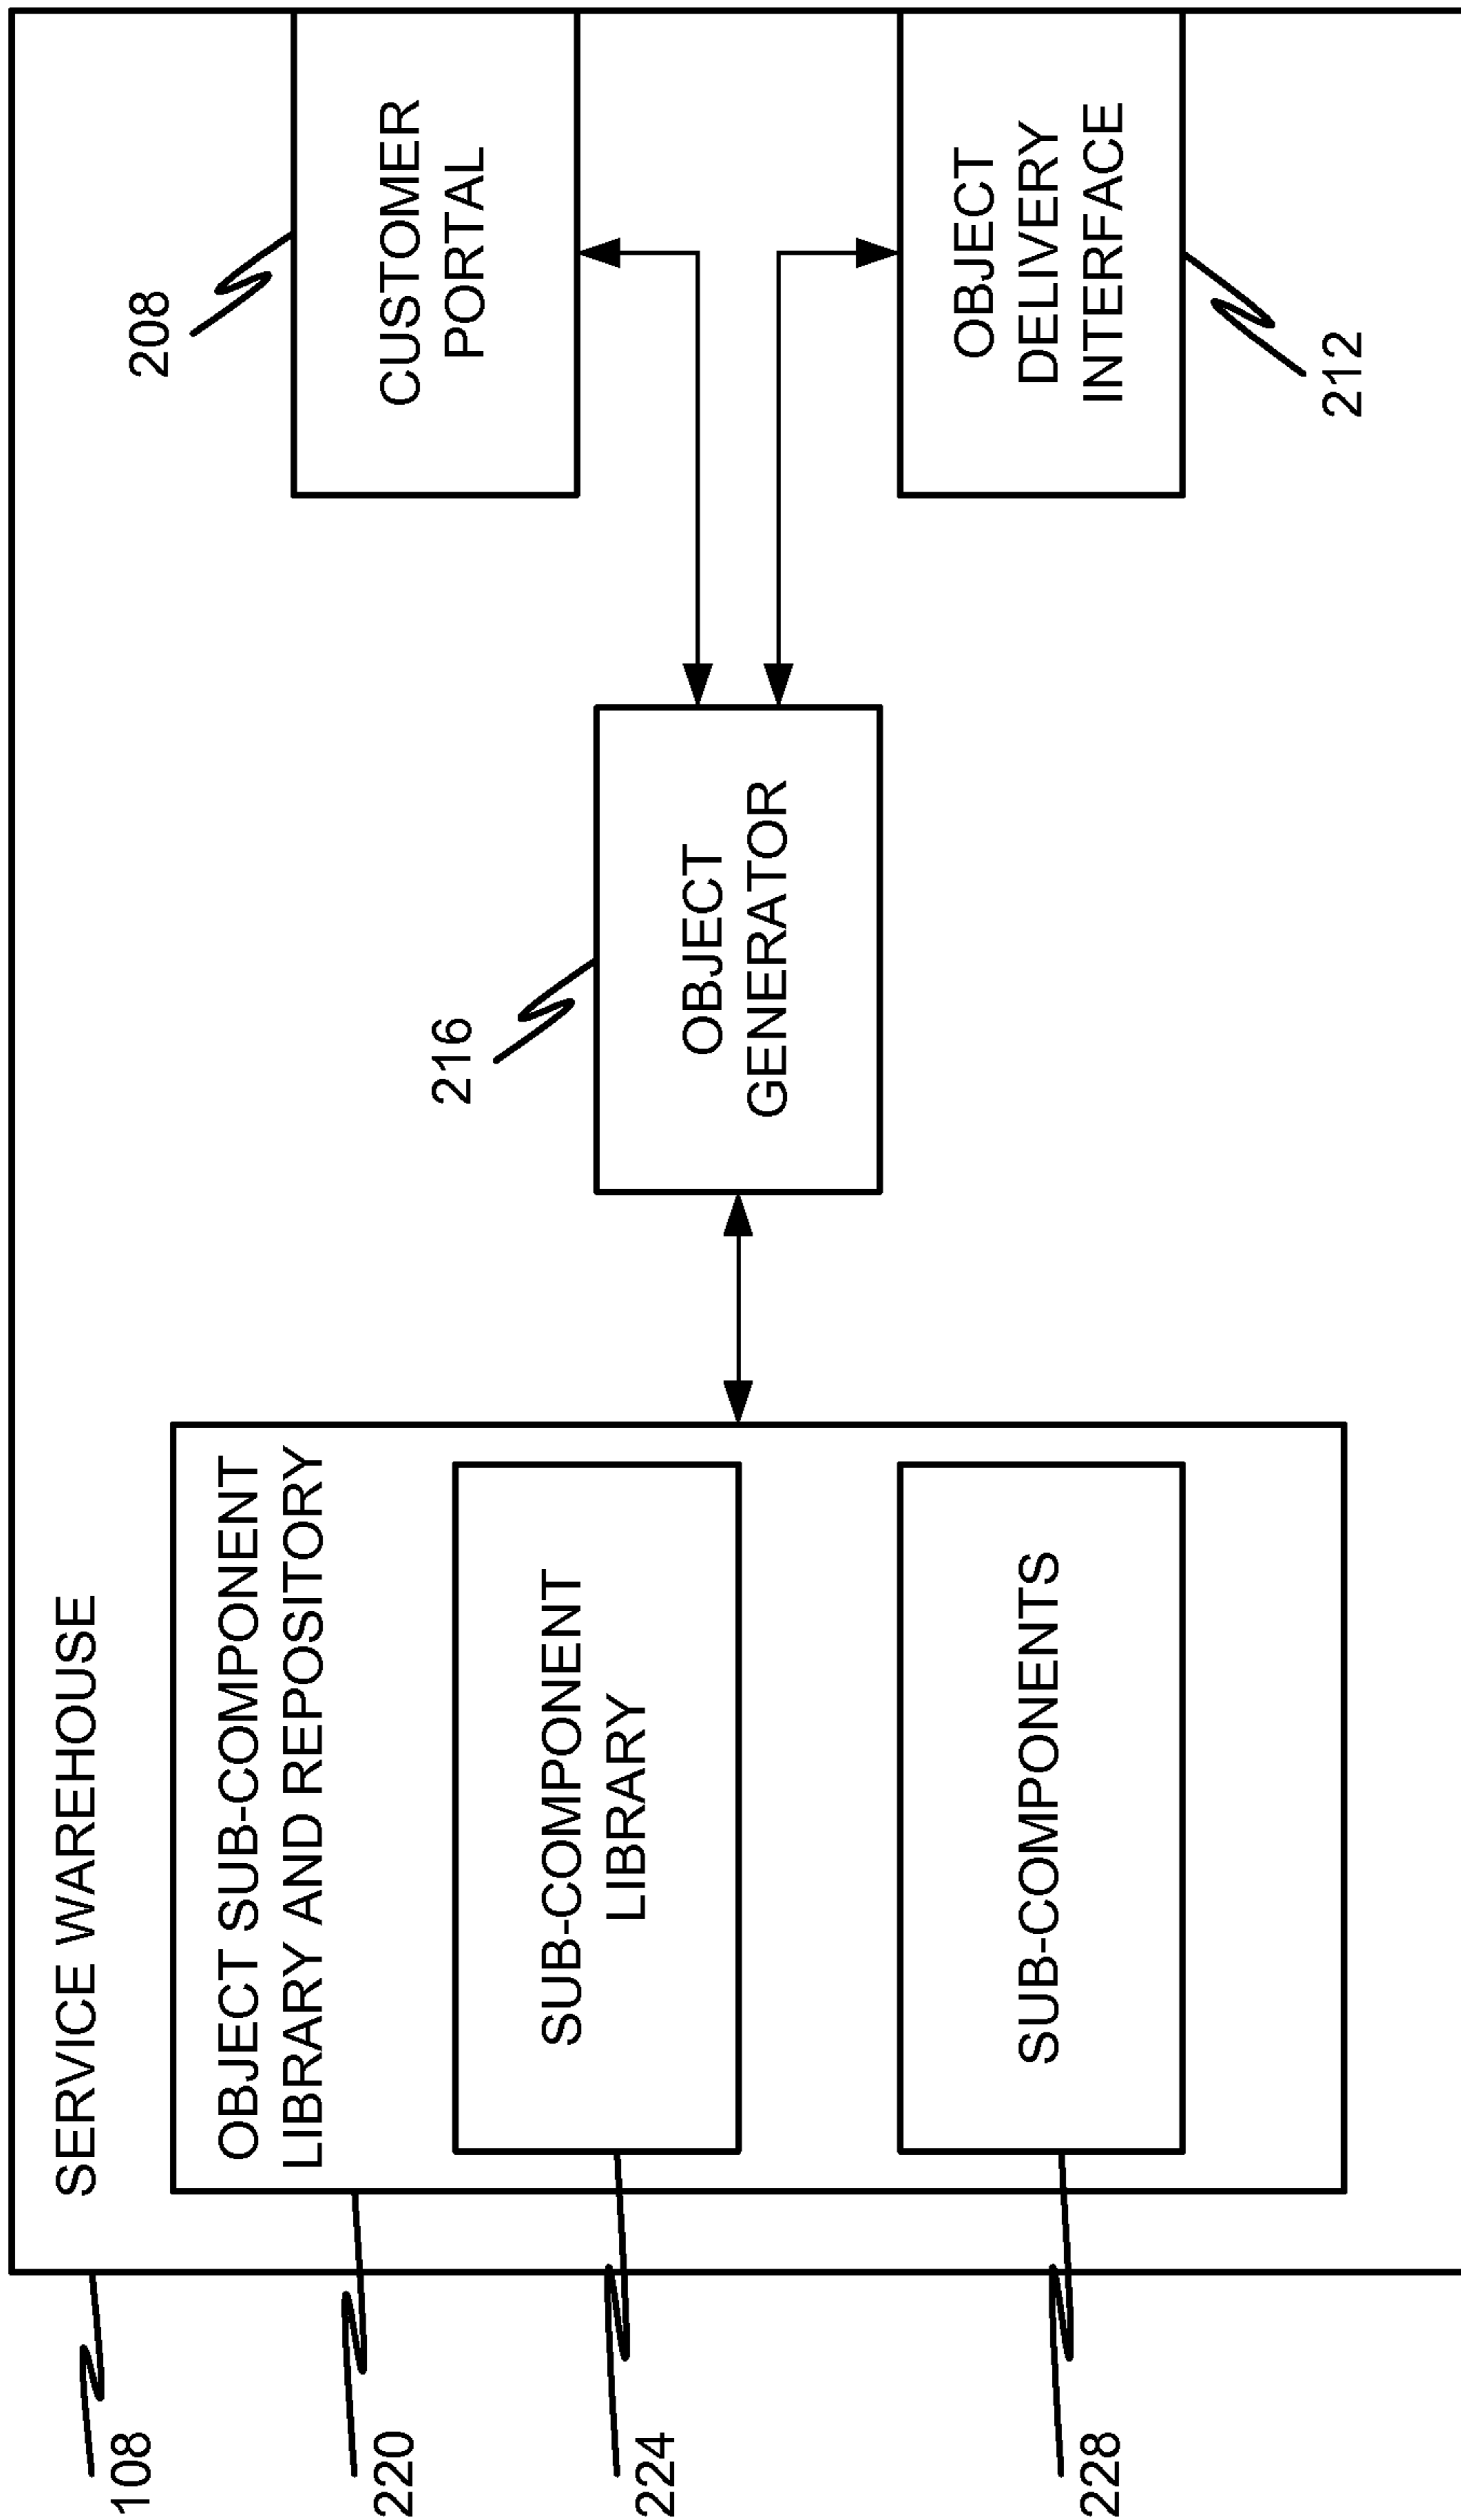 108
SERVICE WAREHOUSE
220
OBJECT SUB-COMPONENT
LIBRARY AND REPOSITORY
224
SUB-COMPONENT
LIBRARY
228
SUB-COMPONENTS
216
OBJECT
GENERATOR
208
CUSTOMER
PORTAL
OBJECT
DELIVERY
INTERFACE
212